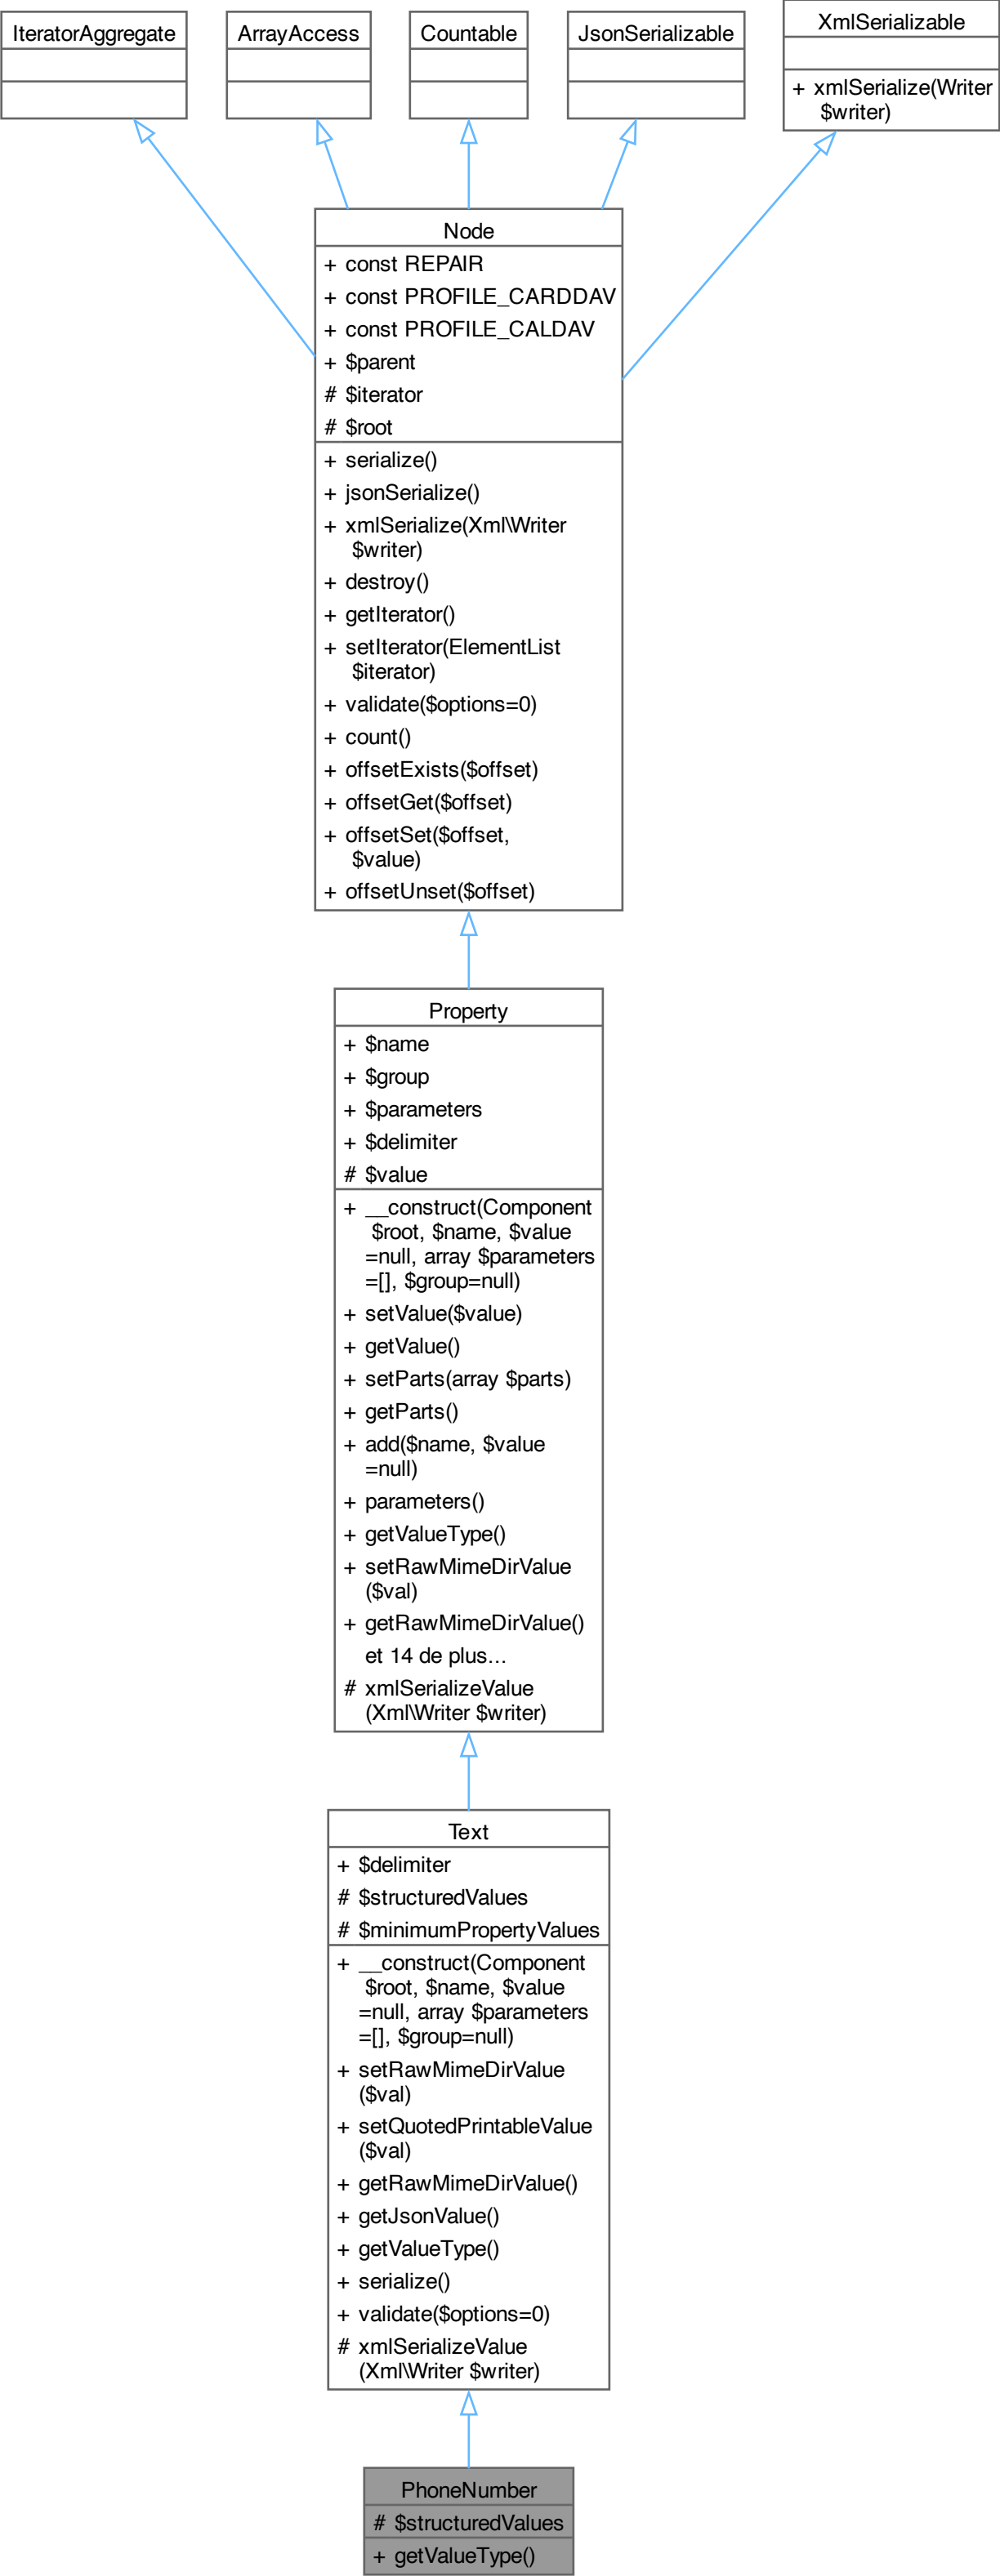 IteratorAggregate
ArrayAccess
Countable
JsonSerializable
XmlSerializable
+ xmlSerialize(Writer
$writer)
Node
+ const REPAIR
+ const PROFILE_CARDDAV
+ const PROFILE_CALDAV
+ $parent
# $iterator
# $root
+ serialize()
+ jsonSerialize()
+ xmlSerialize(Xml\Writer
$writer)
+ destroy()
+ getIterator()
+ setIterator(ElementList
$iterator)
+ validate($options=0)
+ count()
+ offsetExists($offset)
+ offsetGet($offset)
+ offsetSet($offset,
$value)
+ offsetUnset($offset)
Property
+ $name
+ $group
+ $parameters
+ $delimiter
# $value
+ __construct(Component
$root, $name, $value
=null, array $parameters
=[], $group=null)
+ setValue($value)
+ getValue()
+ setParts(array $parts)
+ getParts()
+ add($name, $value
=null)
+ parameters()
+ getValueType()
+ setRawMimeDirValue
($val)
+ getRawMimeDirValue()
et 14 de plus...
# xmlSerializeValue
(Xml\Writer $writer)
Text
+ $delimiter
# $structuredValues
# $minimumPropertyValues
+ __construct(Component
$root, $name, $value
=null, array $parameters
=[], $group=null)
+ setRawMimeDirValue
($val)
+ setQuotedPrintableValue
($val)
+ getRawMimeDirValue()
+ getJsonValue()
+ getValueType()
+ serialize()
+ validate($options=0)
# xmlSerializeValue
(Xml\Writer $writer)
PhoneNumber
# $structuredValues
+ getValueType()